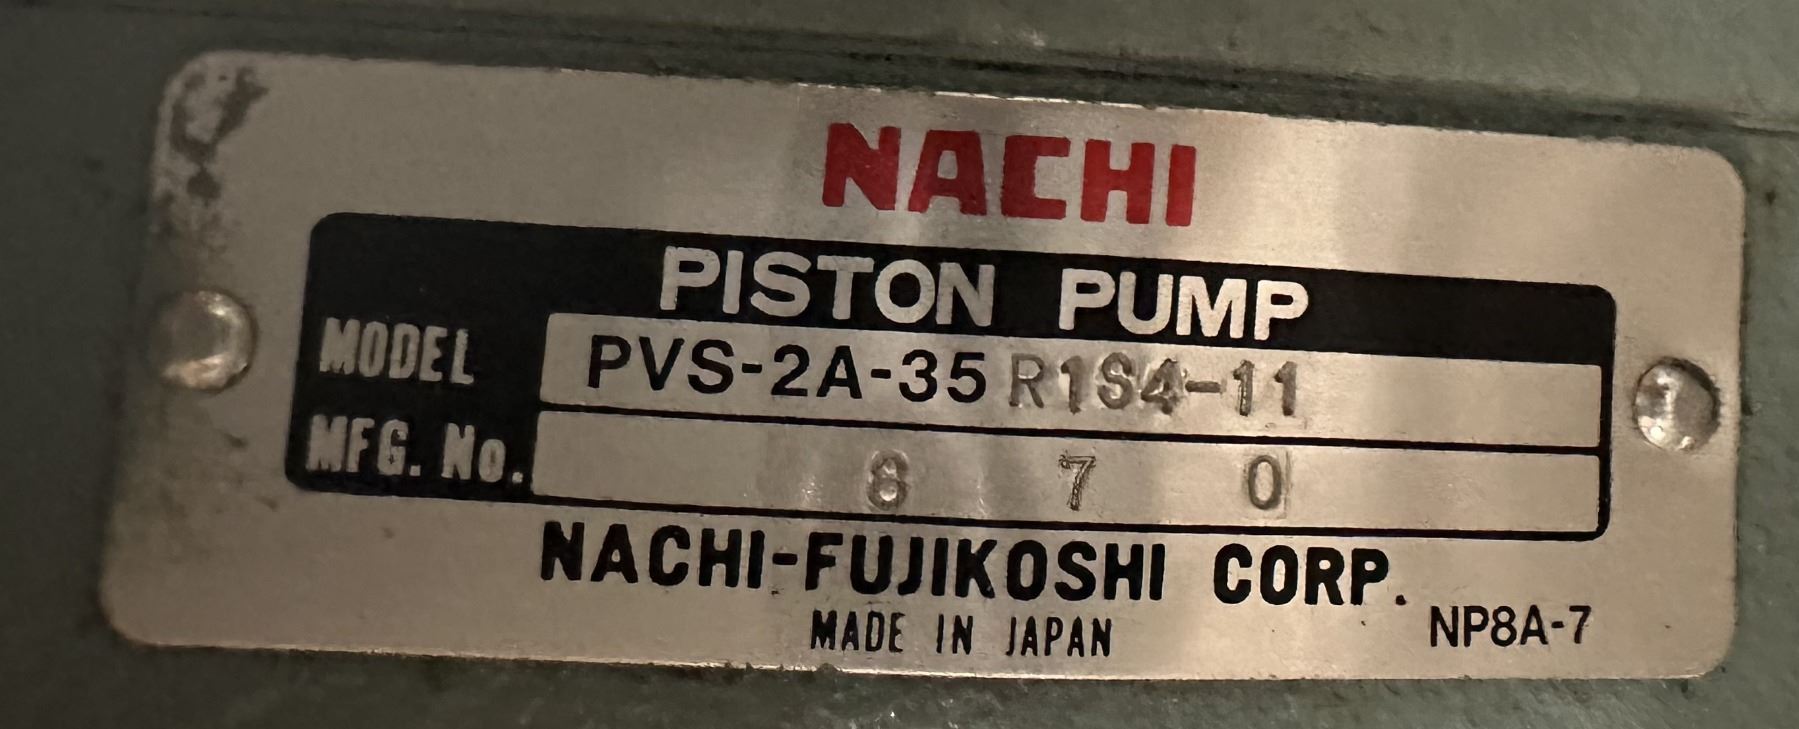 NACHI
PISTON PUMP
MODEL PVS-2A-35 R1S4-11
MFG. No. 8 7 0
NACHI-FUJIKOSHI CORP.
MADE IN JAPAN NP8A-7